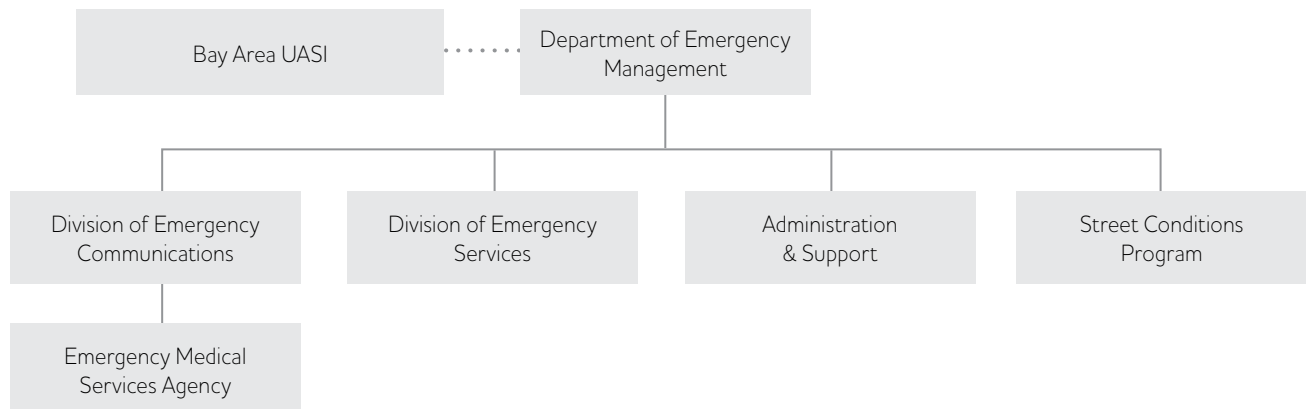 Bay Area UASI
Department of Emergency
Management
Division of Emergency
Communications
Division of Emergency
Services
Administration
& Support
Street Conditions
Program
Emergency Medical
Services Agency